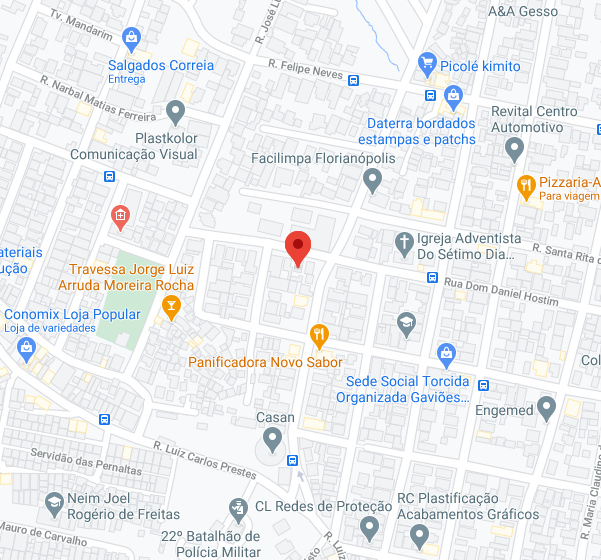 A&A Gesso
Tv. Mandarim
R. José Lu
Salgados Correia
Entrega
R. Felipe Neves
Picolé kimito
R. Narbal Matias Ferreira
Daterra bordados
estampas e patchs
Revital Centro
Automotivo
Plastkolor
Comunicação Visual
Facilimpa Florianópolis
Pizzaria-A
Para viagem
Igreja Adventista
Do Sétimo Dia...
R. Santa Rita d
ateriais
ução
Travessa Jorge Luiz
Arruda Moreira Rocha
Rua Dom Daniel Hostim
Conomix Loja Popular
Loja de variedades
Panificadora Novo Sabor
Col
Sede Social Torcida
Organizada Gaviões...
Engemed
Casan
R. Luiz Carlos Prestes
Servidão das Pernaltas
R. Maria Claudino d
Neim Joel
Rogério de Freitas
CL Redes de Proteção
RC Plastificação
Acabamentos Gráficos
Mauro de Carvalho
22º Batalhão de
Polícia Militar
R. Luiz
isto